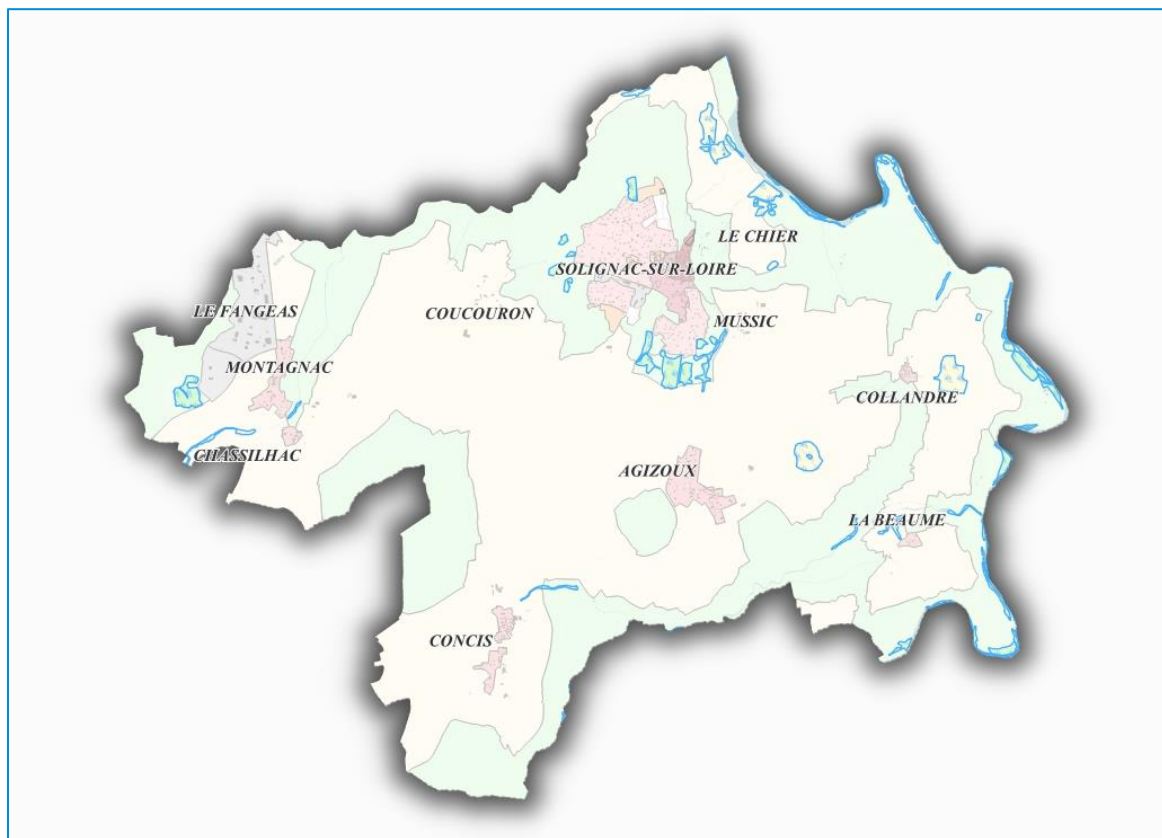 LE CHIER
SOLIGNAC-SUR-LOIRE
LE FANGEAS
COUCOURON
MUSSIC
MONTAGNAC
COLLANDRE
CHASSILHAC
AGIZOUX
LA BEAUME
CONCIS